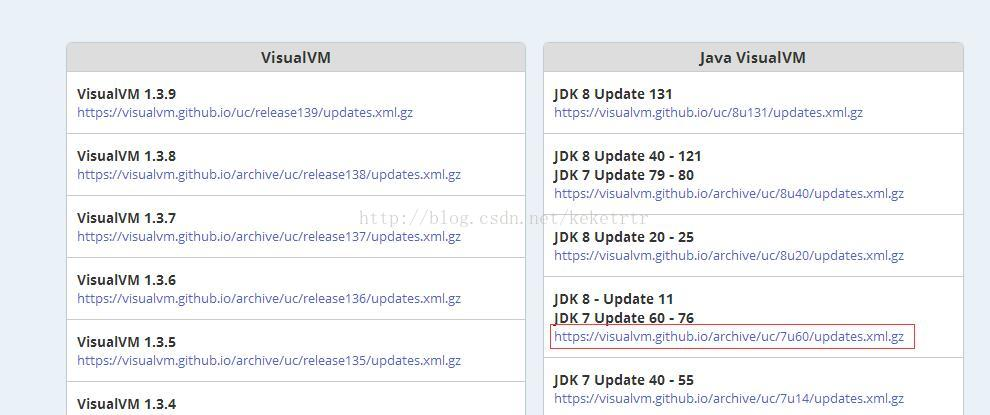 VisualVM
VisualVM 1.3.9
https://visualvm.github.io/uc/release139/updates.xml.gz
VisualVM 1.3.8
https://visualvm.github.io/archive/uc/release138/updates.xml.gz
VisualVM 1.3.7
https://visualvm.github.io/archive/uc/release137/updates.xml.gz
VisualVM 1.3.6
https://visualvm.github.io/archive/uc/release136/updates.xml.gz
VisualVM 1.3.5
https://visualvm.github.io/archive/uc/release135/updates.xml.gz
VisualVM 1.3.4
Java VisualVM
JDK 8 Update 131
https://visualvm.github.io/uc/8u131/updates.xml.gz
JDK 8 Update 40 - 121
JDK 7 Update 79 - 80
https://visualvm.github.io/archive/uc/8u40/updates.xml.gz
JDK 8 Update 20 - 25
https://visualvm.github.io/archive/uc/8u20/updates.xml.gz
JDK 8 - Update 11
JDK 7 Update 60 - 76
https://visualvm.github.io/archive/uc/7u60/updates.xml.gz
JDK 7 Update 40 - 55
https://visualvm.github.io/archive/uc/7u14/updates.xml.gz
http://blog.csdn.net/keketrtr